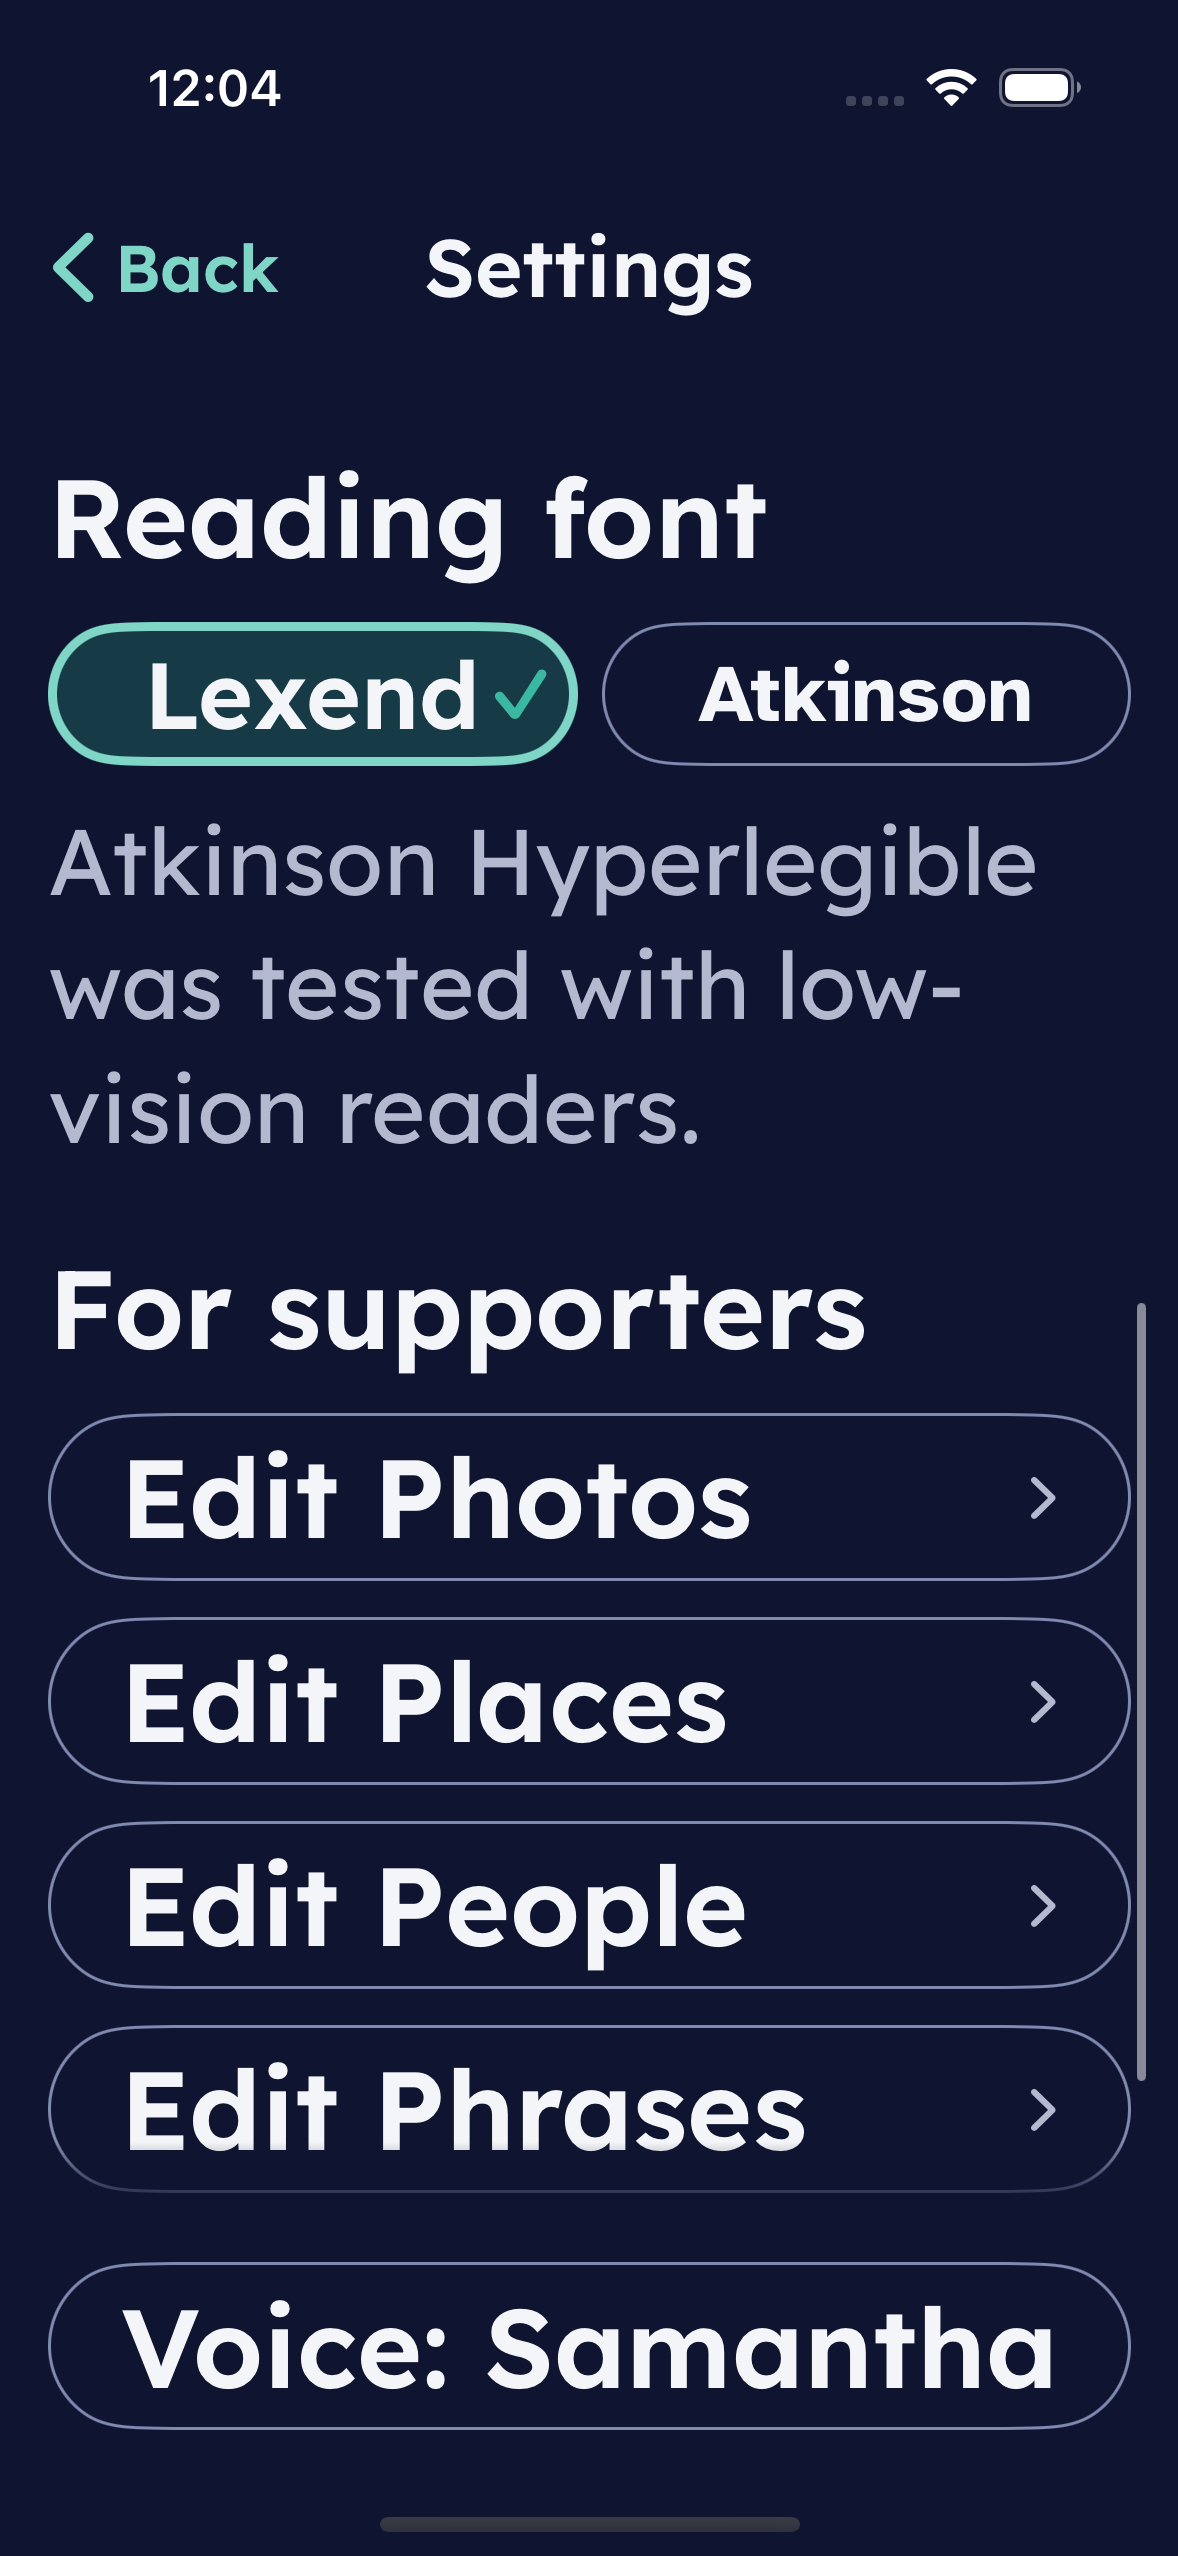 12:04
Back
Settings
Reading font
Lexend
Atkinson
Atkinson Hyperlegible
was tested with low-
vision readers.
For supporters
Edit Photos
Edit Places
Edit People
Edit Phrases
Voice: Samantha